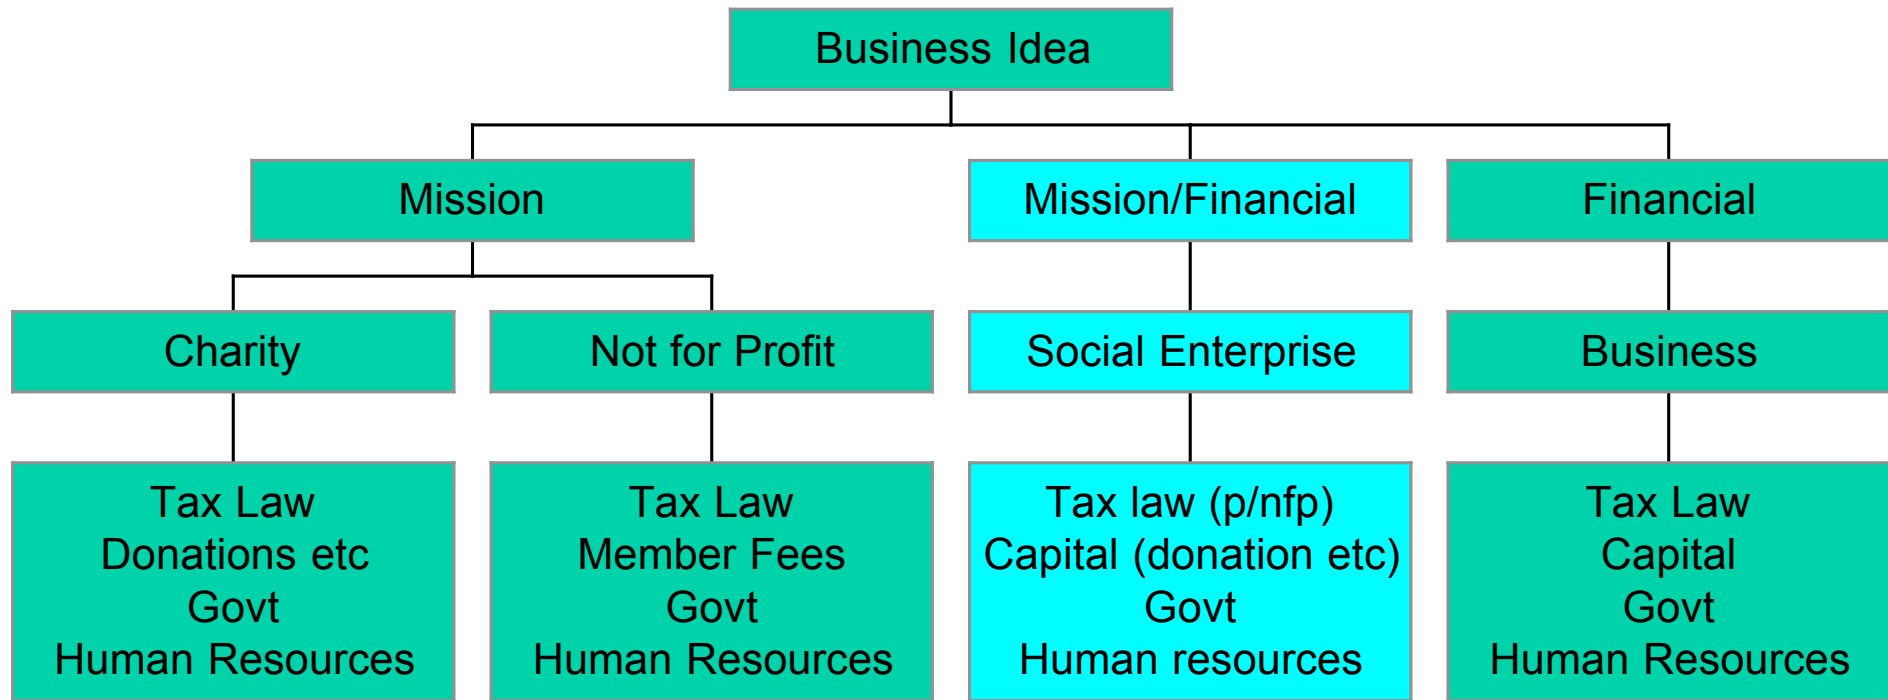 Business Idea
Mission
Mission/Financial
Financial
Charity
Not for Profit
Social Enterprise
Business
Tax Law
Donations etc
Govt
Human Resources
Tax Law
Member Fees
Govt
Human Resources
Tax law (p/nfp)
Capital (donation etc)
Govt
Human resources
Tax Law
Capital
Govt
Human Resources